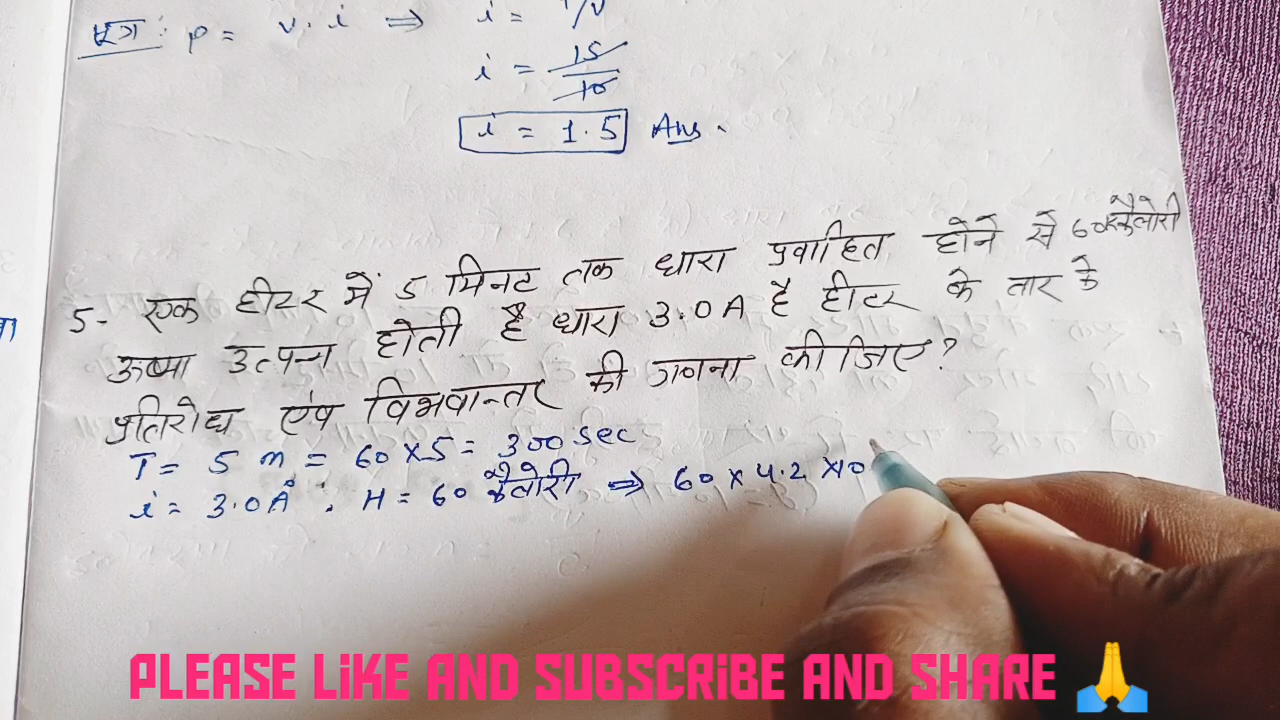 सूत्र : P = V. i ⇒ i = P/V
i = 15/10
i = 1.5 Ans.
5- एक हीटर में 5 मिनट तक धारा प्रवाहित होने से 60 कैलोरी
ऊष्मा उत्पन्न होती है धारा 3.0A है हीटर के तार के
प्रतिरोध एंव विभवान्तर की गणना कीजिए?
T = 5 m = 60 × 5 = 300 sec
i = 3.0A , H = 60 कैलोरी ⇒ 60 × 4.2 × 10
PLEASE LiKE AND SUBSCRiBE AND SHARE 🙏